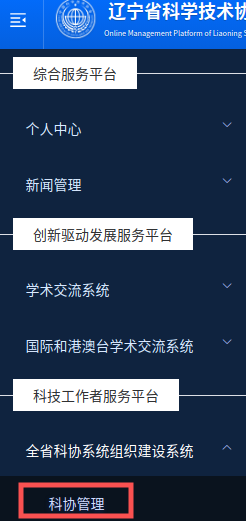 辽宁省科学技术协
Online Management Platform of Liaoning S
综合服务平台
个人中心
新闻管理
创新驱动发展服务平台
学术交流系统
国际和港澳台学术交流系统
科技工作者服务平台
全省科协系统组织建设系统
科协管理